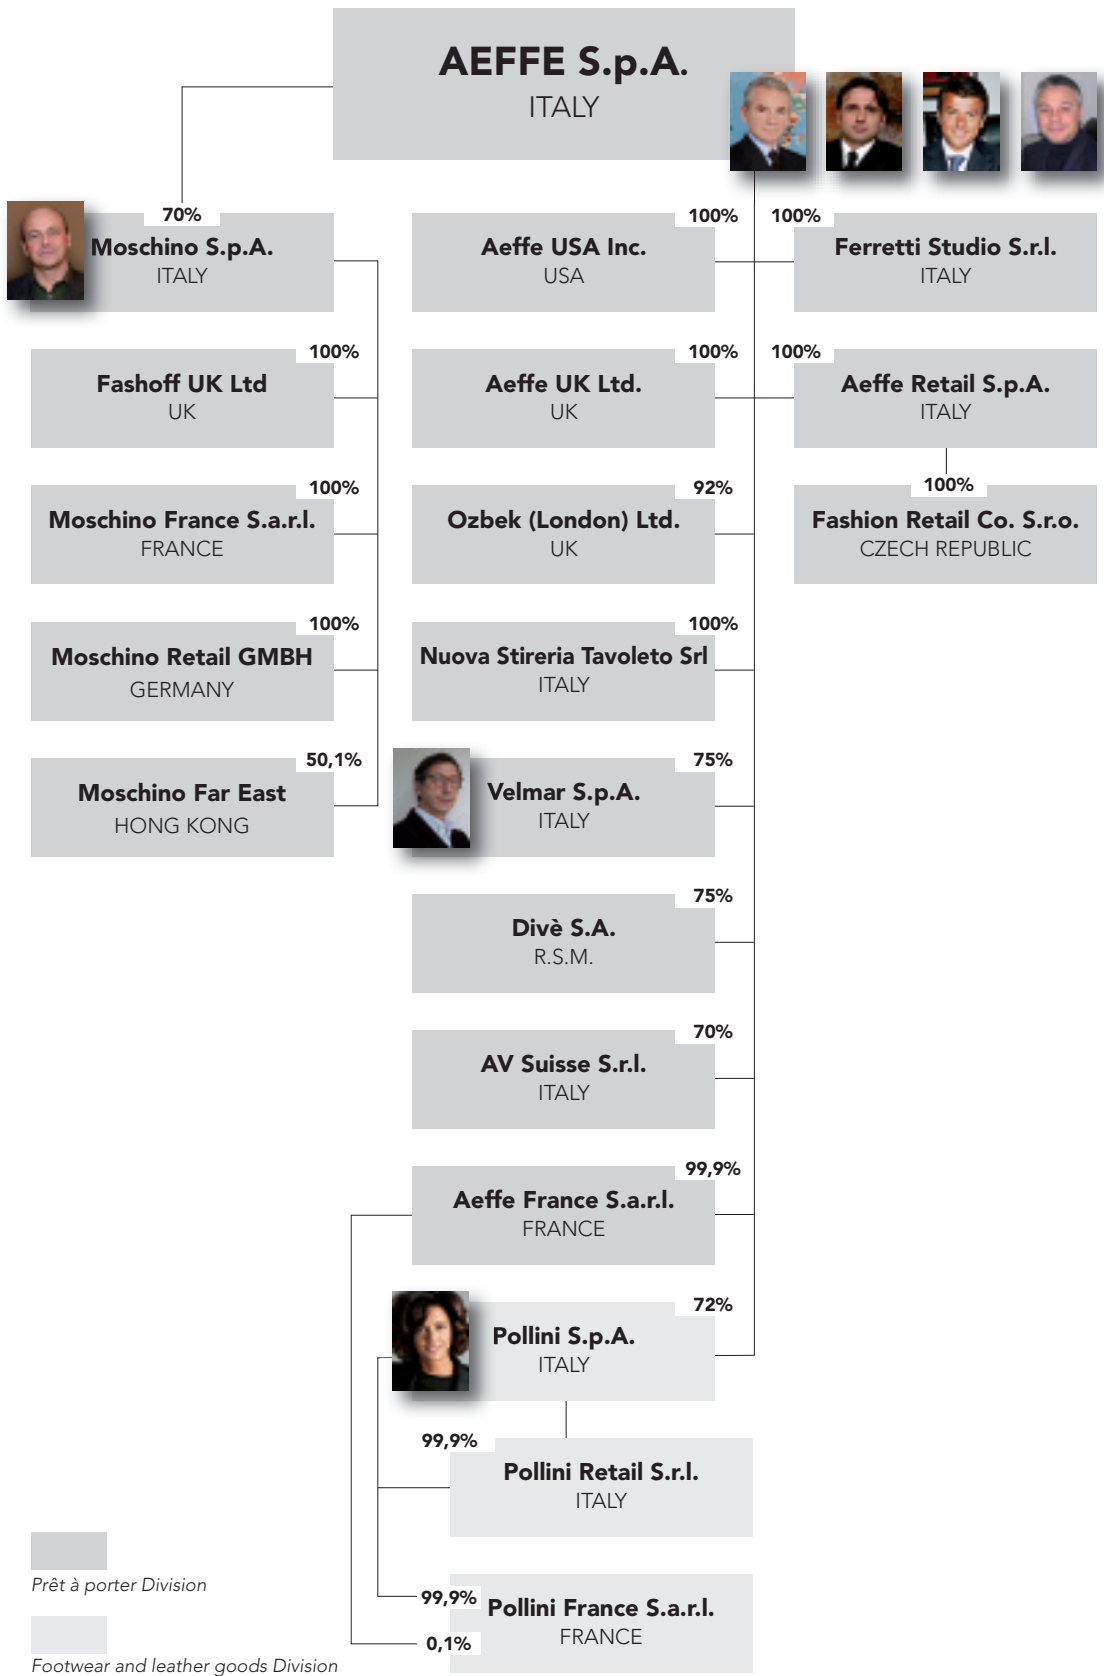 AEFFE S.p.A.
ITALY
70%
Moschino S.p.A.
ITALY
100%
Fashoff UK Ltd
UK
100%
Moschino France S.a.r.l.
FRANCE
100%
Moschino Retail GMBH
GERMANY
50,1%
Moschino Far East
HONG KONG
100%
Aeffe USA Inc.
USA
100%
Aeffe UK Ltd.
UK
92%
Ozbek (London) Ltd.
UK
100%
Nuova Stireria Tavoleto Srl
ITALY
75%
Velmar S.p.A.
ITALY
75%
Divè S.A.
R.S.M.
70%
AV Suisse S.r.l.
ITALY
99,9%
Aeffe France S.a.r.l.
FRANCE
72%
Pollini S.p.A.
ITALY
99,9%
Pollini Retail S.r.l.
ITALY
99,9%
Pollini France S.a.r.l.
FRANCE
0,1%
100%
Ferretti Studio S.r.l.
ITALY
100%
Aeffe Retail S.p.A.
ITALY
100%
Fashion Retail Co. S.r.o.
CZECH REPUBLIC
Prêt à porter Division
Footwear and leather goods Division